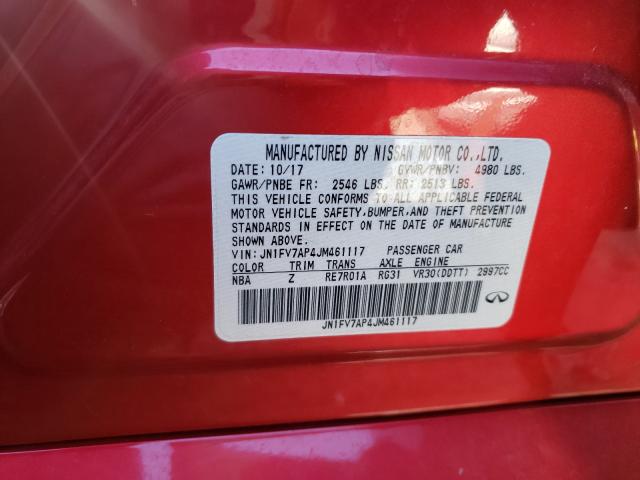 MANUFACTURED BY NISSAN MOTOR CO.,LTD.
DATE: 10/17 GVWR/PNBV: 4980 LBS.
GAWR/PNBE FR: 2546 LBS. RR: 2513 LBS.
THIS VEHICLE CONFORMS TO ALL APPLICABLE FEDERAL
MOTOR VEHICLE SAFETY,BUMPER,AND THEFT PREVENTION
STANDARDS IN EFFECT ON THE DATE OF MANUFACTURE
SHOWN ABOVE.
VIN: JN1FV7AP4JM461117 PASSENGER CAR
COLOR TRIM TRANS AXLE ENGINE
NBA Z RE7R01A RG31 VR30(DDTT) 2997CC
JN1FV7AP4JM461117